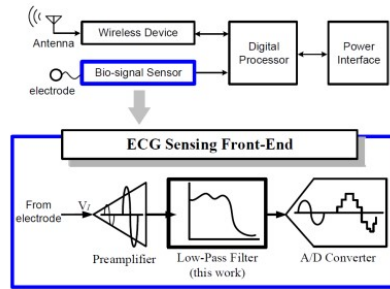 Wireless Device
Antenna
Bio-signal Sensor
electrode
Digital
Processor
Power
Interface
ECG Sensing Front-End
From
electrode
V_I
Preamplifier
Low-Pass Filter
(this work)
A/D Converter